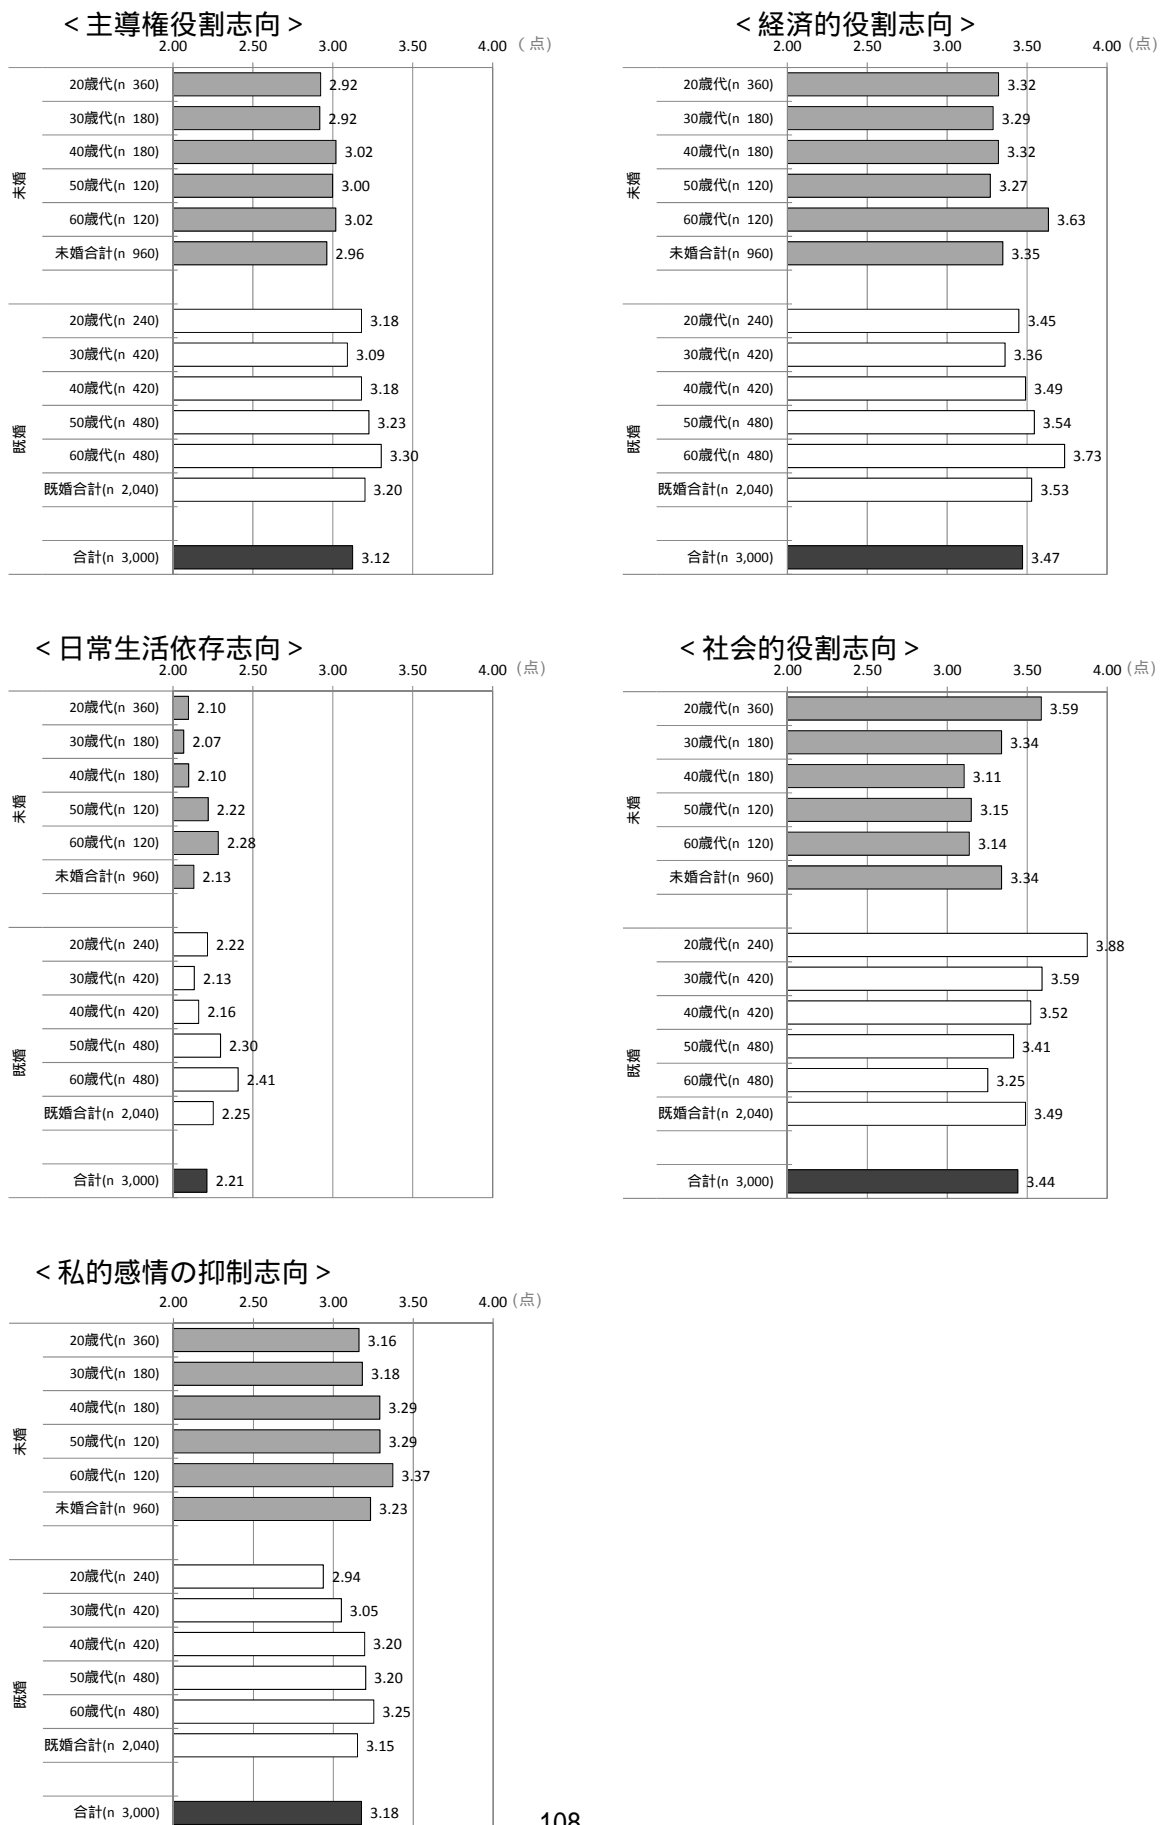 ＜主導権役割志向＞
2.00 2.50 3.00 3.50 4.00 (点)
未婚
20歳代(n 360) 2.92
30歳代(n 180) 2.92
40歳代(n 180) 3.02
50歳代(n 120) 3.00
60歳代(n 120) 3.02
未婚合計(n 960) 2.96
既婚
20歳代(n 240) 3.18
30歳代(n 420) 3.09
40歳代(n 420) 3.18
50歳代(n 480) 3.23
60歳代(n 480) 3.30
既婚合計(n 2,040) 3.20
合計(n 3,000) 3.12
＜経済的役割志向＞
2.00 2.50 3.00 3.50 4.00 (点)
未婚
20歳代(n 360) 3.32
30歳代(n 180) 3.29
40歳代(n 180) 3.32
50歳代(n 120) 3.27
60歳代(n 120) 3.63
未婚合計(n 960) 3.35
既婚
20歳代(n 240) 3.45
30歳代(n 420) 3.36
40歳代(n 420) 3.49
50歳代(n 480) 3.54
60歳代(n 480) 3.73
既婚合計(n 2,040) 3.53
合計(n 3,000) 3.47
＜日常生活依存志向＞
2.00 2.50 3.00 3.50 4.00 (点)
未婚
20歳代(n 360) 2.10
30歳代(n 180) 2.07
40歳代(n 180) 2.10
50歳代(n 120) 2.22
60歳代(n 120) 2.28
未婚合計(n 960) 2.13
既婚
20歳代(n 240) 2.22
30歳代(n 420) 2.13
40歳代(n 420) 2.16
50歳代(n 480) 2.30
60歳代(n 480) 2.41
既婚合計(n 2,040) 2.25
合計(n 3,000) 2.21
＜社会的役割志向＞
2.00 2.50 3.00 3.50 4.00 (点)
未婚
20歳代(n 360) 3.59
30歳代(n 180) 3.34
40歳代(n 180) 3.11
50歳代(n 120) 3.15
60歳代(n 120) 3.14
未婚合計(n 960) 3.34
既婚
20歳代(n 240) 3.88
30歳代(n 420) 3.59
40歳代(n 420) 3.52
50歳代(n 480) 3.41
60歳代(n 480) 3.25
既婚合計(n 2,040) 3.49
合計(n 3,000) 3.44
＜私的感情の抑制志向＞
2.00 2.50 3.00 3.50 4.00 (点)
未婚
20歳代(n 360) 3.16
30歳代(n 180) 3.18
40歳代(n 180) 3.29
50歳代(n 120) 3.29
60歳代(n 120) 3.37
未婚合計(n 960) 3.23
既婚
20歳代(n 240) 2.94
30歳代(n 420) 3.05
40歳代(n 420) 3.20
50歳代(n 480) 3.20
60歳代(n 480) 3.25
既婚合計(n 2,040) 3.15
合計(n 3,000) 3.18
108